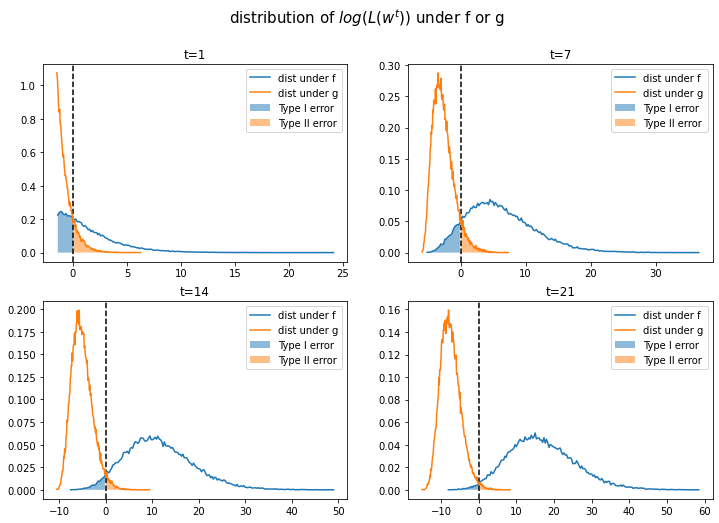 distribution of log(L(w^t)) under f or g
t=1
dist under f
dist under g
Type I error
Type II error
1.0
0.8
0.6
0.4
0.2
0.0
0
5
10
15
20
25
t=7
dist under f
dist under g
Type I error
Type II error
0.30
0.25
0.20
0.15
0.10
0.05
0.00
0
10
20
30
t=14
dist under f
dist under g
Type I error
Type II error
0.200
0.175
0.150
0.125
0.100
0.075
0.050
0.025
0.000
−10
0
10
20
30
40
50
t=21
dist under f
dist under g
Type I error
Type II error
0.16
0.14
0.12
0.10
0.08
0.06
0.04
0.02
0.00
−10
0
10
20
30
40
50
60